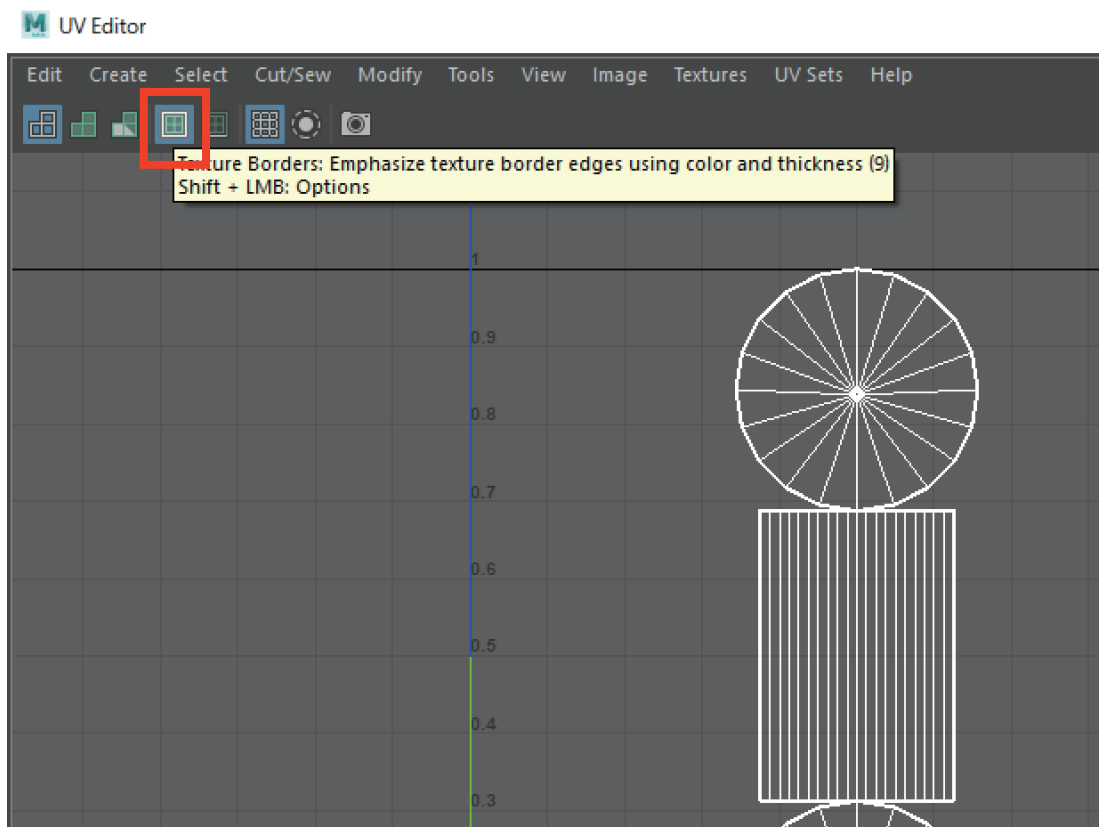 UV Editor
Edit Create Select Cut/Sew Modify Tools View Image Textures UV Sets Help
Texture Borders: Emphasize texture border edges using color and thickness (9)
Shift + LMB: Options
1
0.9
0.8
0.7
0.6
0.5
0.4
0.3